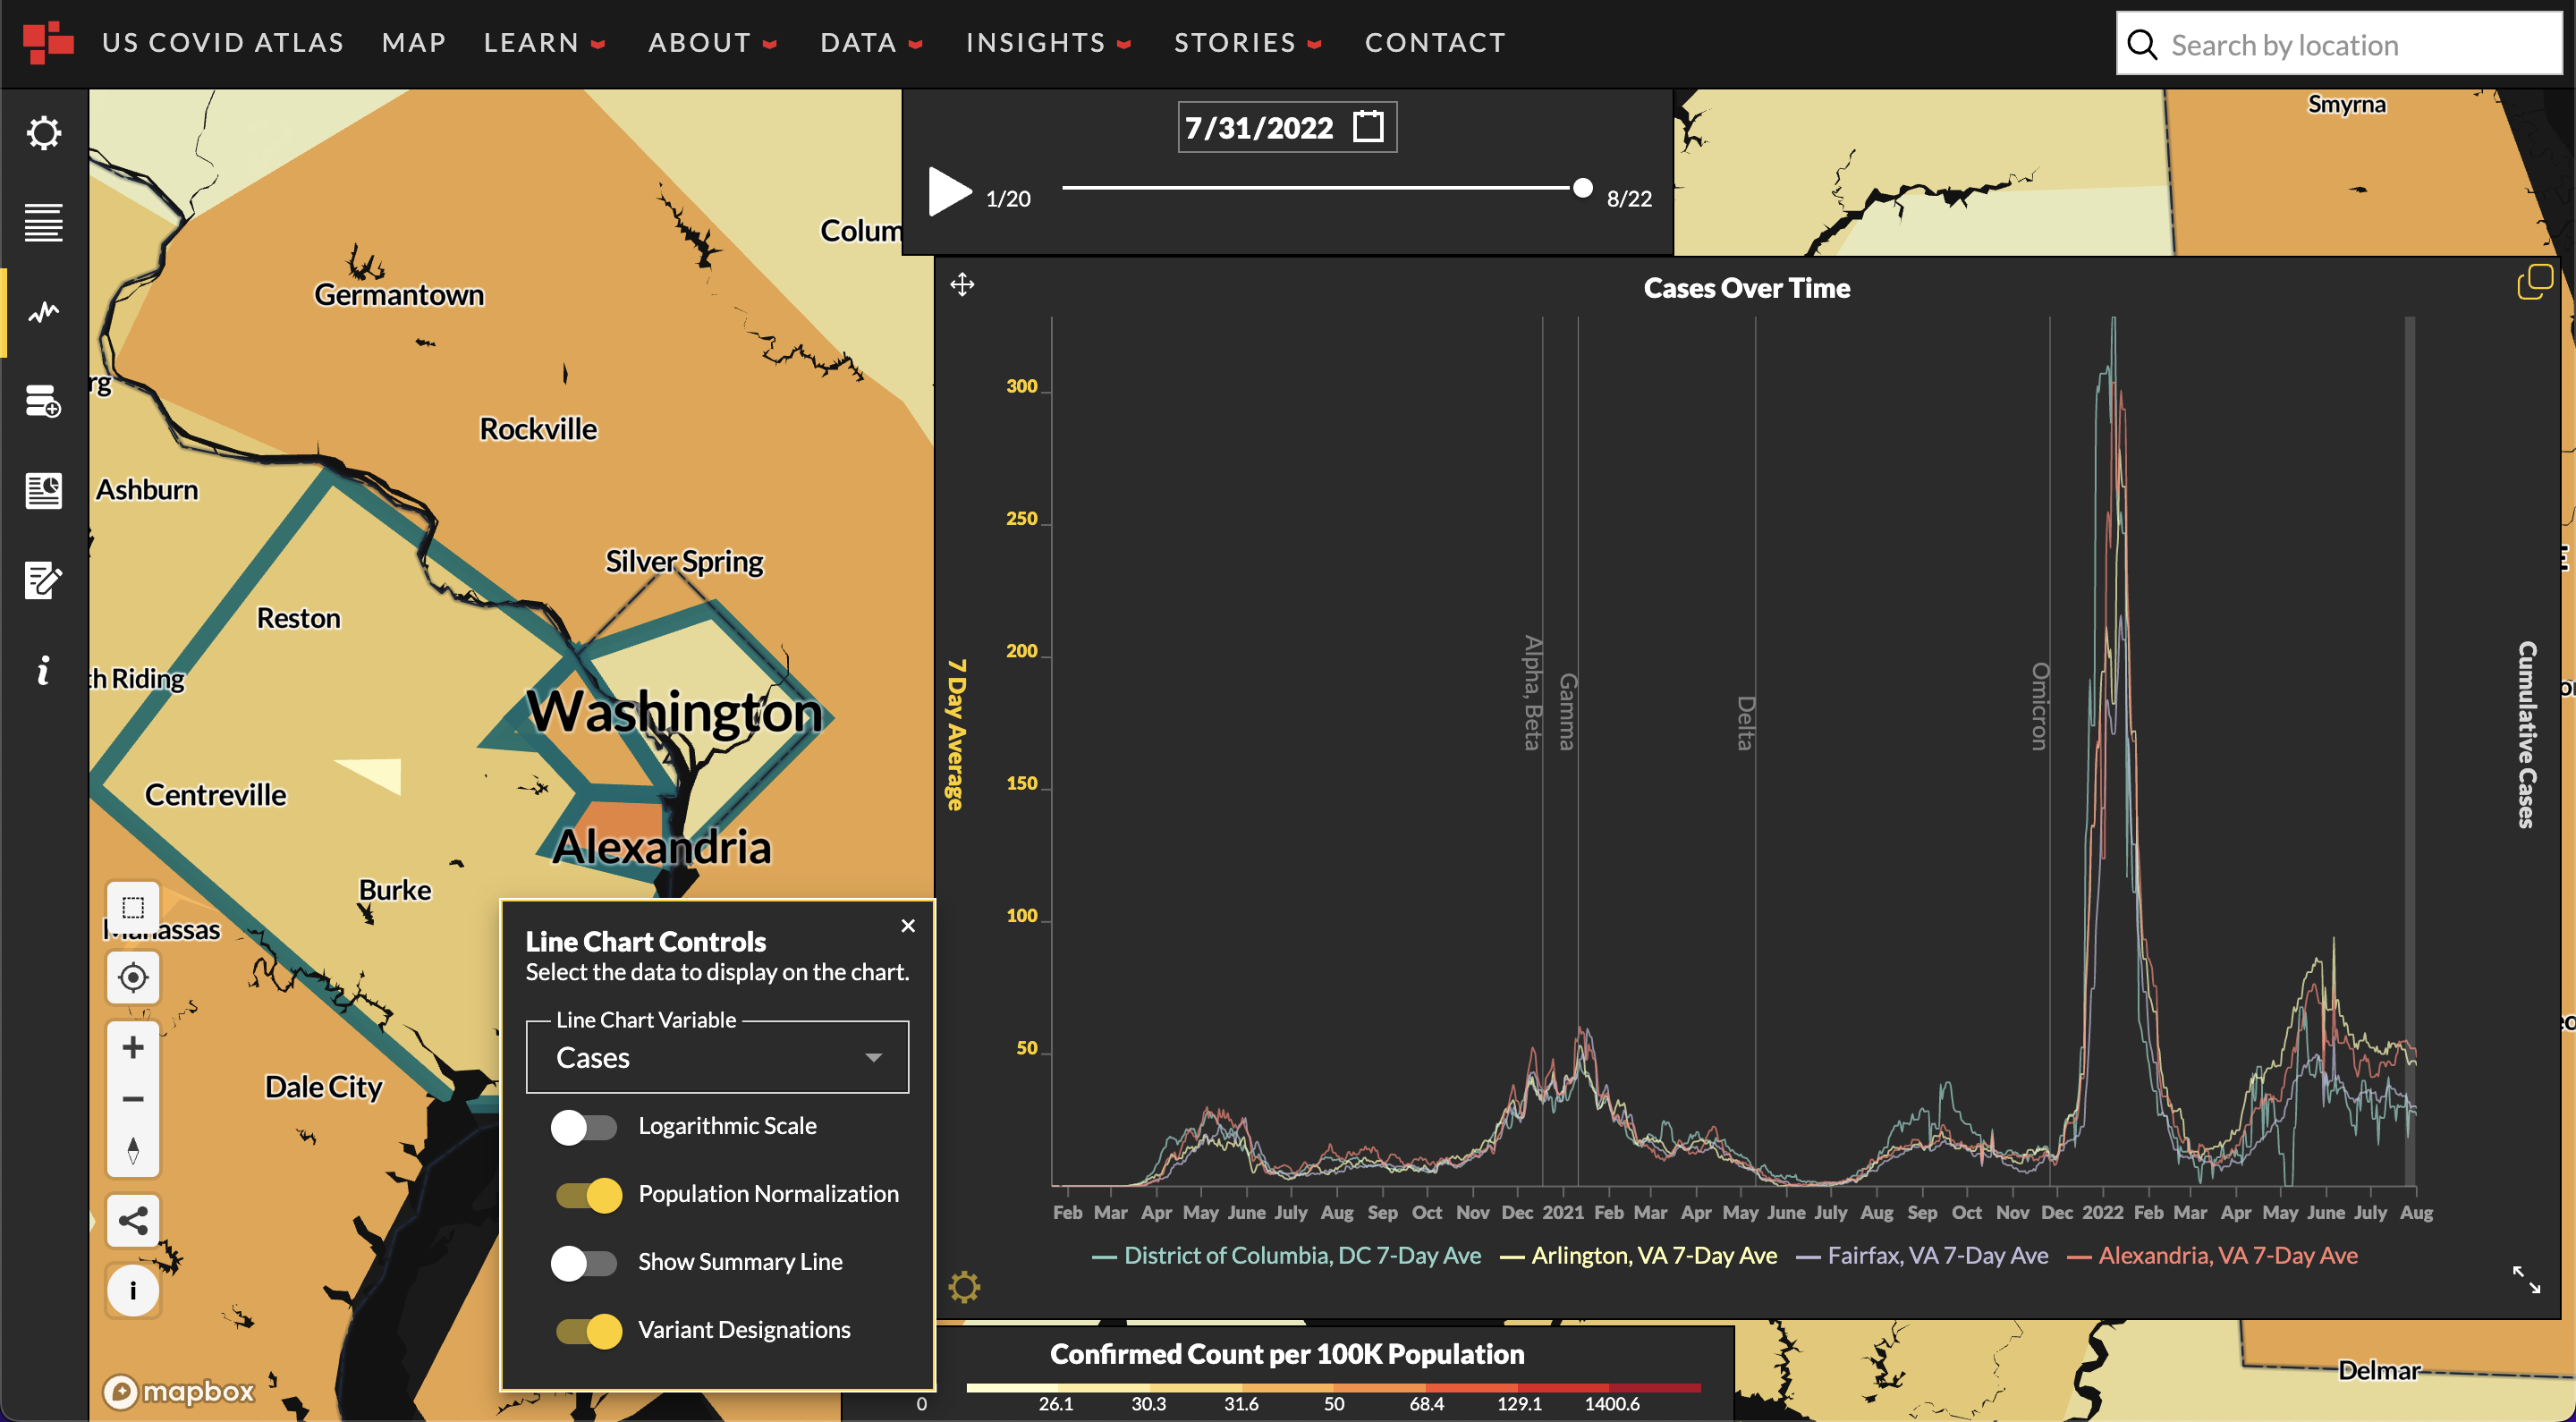 US COVID ATLAS MAP LEARN ABOUT DATA INSIGHTS STORIES CONTACT
Search by location
7/31/2022
1/20
8/22
Smyrna
Colum
Germantown
rg
Rockville
Ashburn
Silver Spring
Reston
th Riding
Washington
Centreville
Alexandria
Burke
Manassas
Dale City
Cases Over Time
7 Day Average
300
250
200
150
100
50
Alpha, Beta
Gamma
Delta
Omicron
Cumulative Cases
Feb Mar Apr May June July Aug Sep Oct Nov Dec 2021 Feb Mar Apr May June July Aug Sep Oct Nov Dec 2022 Feb Mar Apr May June July Aug
District of Columbia, DC 7-Day Ave Arlington, VA 7-Day Ave Fairfax, VA 7-Day Ave Alexandria, VA 7-Day Ave
Line Chart Controls
Select the data to display on the chart.
Line Chart Variable
Cases
Logarithmic Scale
Population Normalization
Show Summary Line
Variant Designations
Confirmed Count per 100K Population
0 26.1 30.3 31.6 50 68.4 129.1 1400.6
Delmar
mapbox